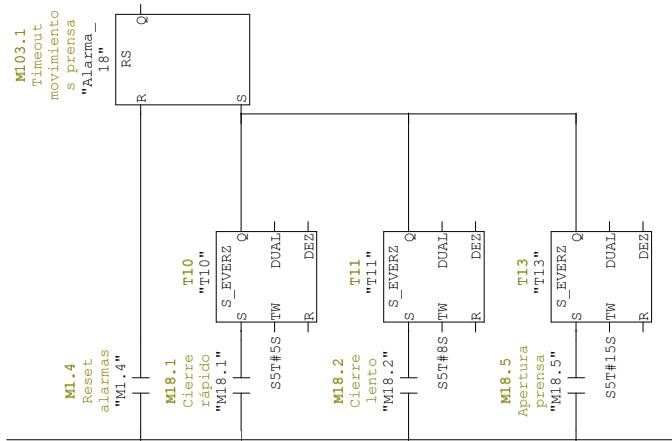 M103.1
Timeout
movimiento
s prensa
"Alarma_
18"
RS
M1.4
Reset
alarmas
"M1.4"
R
Q
M18.1
Cierre
rápido
"M18.1"
T10
"T10"
S_EVERZ
S
Q
S
S5T#5S
TW
DUAL
R
DEZ
M18.2
Cierre
lento
"M18.2"
T11
"T11"
S_EVERZ
S
Q
S5T#8S
TW
DUAL
R
DEZ
M18.5
Apertura
prensa
"M18.5"
T13
"T13"
S_EVERZ
S
Q
S5T#15S
TW
DUAL
R
DEZ